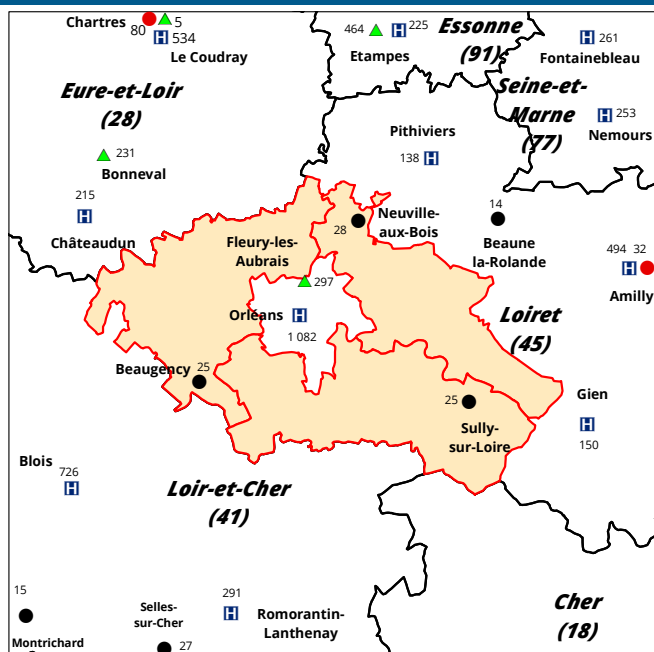 Chartres
80
5
534
Le Coudray
464
225
Etampes
Essonne
(91)
261
Fontainebleau
Eure-et-Loir
(28)
Seine-et-
Marne
(77)
253
Nemours
Pithiviers
138
231
Bonneval
215
Châteaudun
Neuville-
aux-Bois
28
14
Beaune
la-Rolande
Fleury-les-
Aubrais
297
494 32
Amilly
Orléans
1 082
Loiret
(45)
Beaugency
25
25
Sully-
sur-Loire
Gien
150
Blois
726
Loir-et-Cher
(41)
15
Montrichard
Selles-
sur-Cher
27
291
Romorantin-
Lanthenay
Cher
(18)